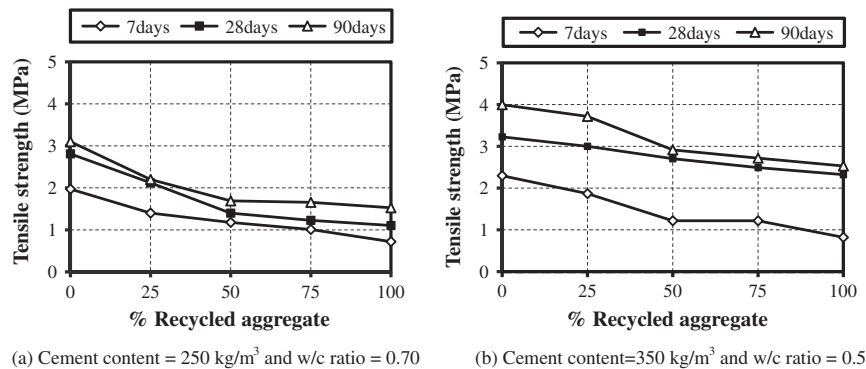 7days 28days 90days
Tensile strength (MPa)
5
4
3
2
1
0
0 25 50 75 100
% Recycled aggregate
(a) Cement content = 250 kg/m³ and w/c ratio = 0.70
7days 28days 90days
Tensile strength (MPa)
5
4
3
2
1
0
0 25 50 75 100
% Recycled aggregate
(b) Cement content=350 kg/m³ and w/c ratio = 0.5